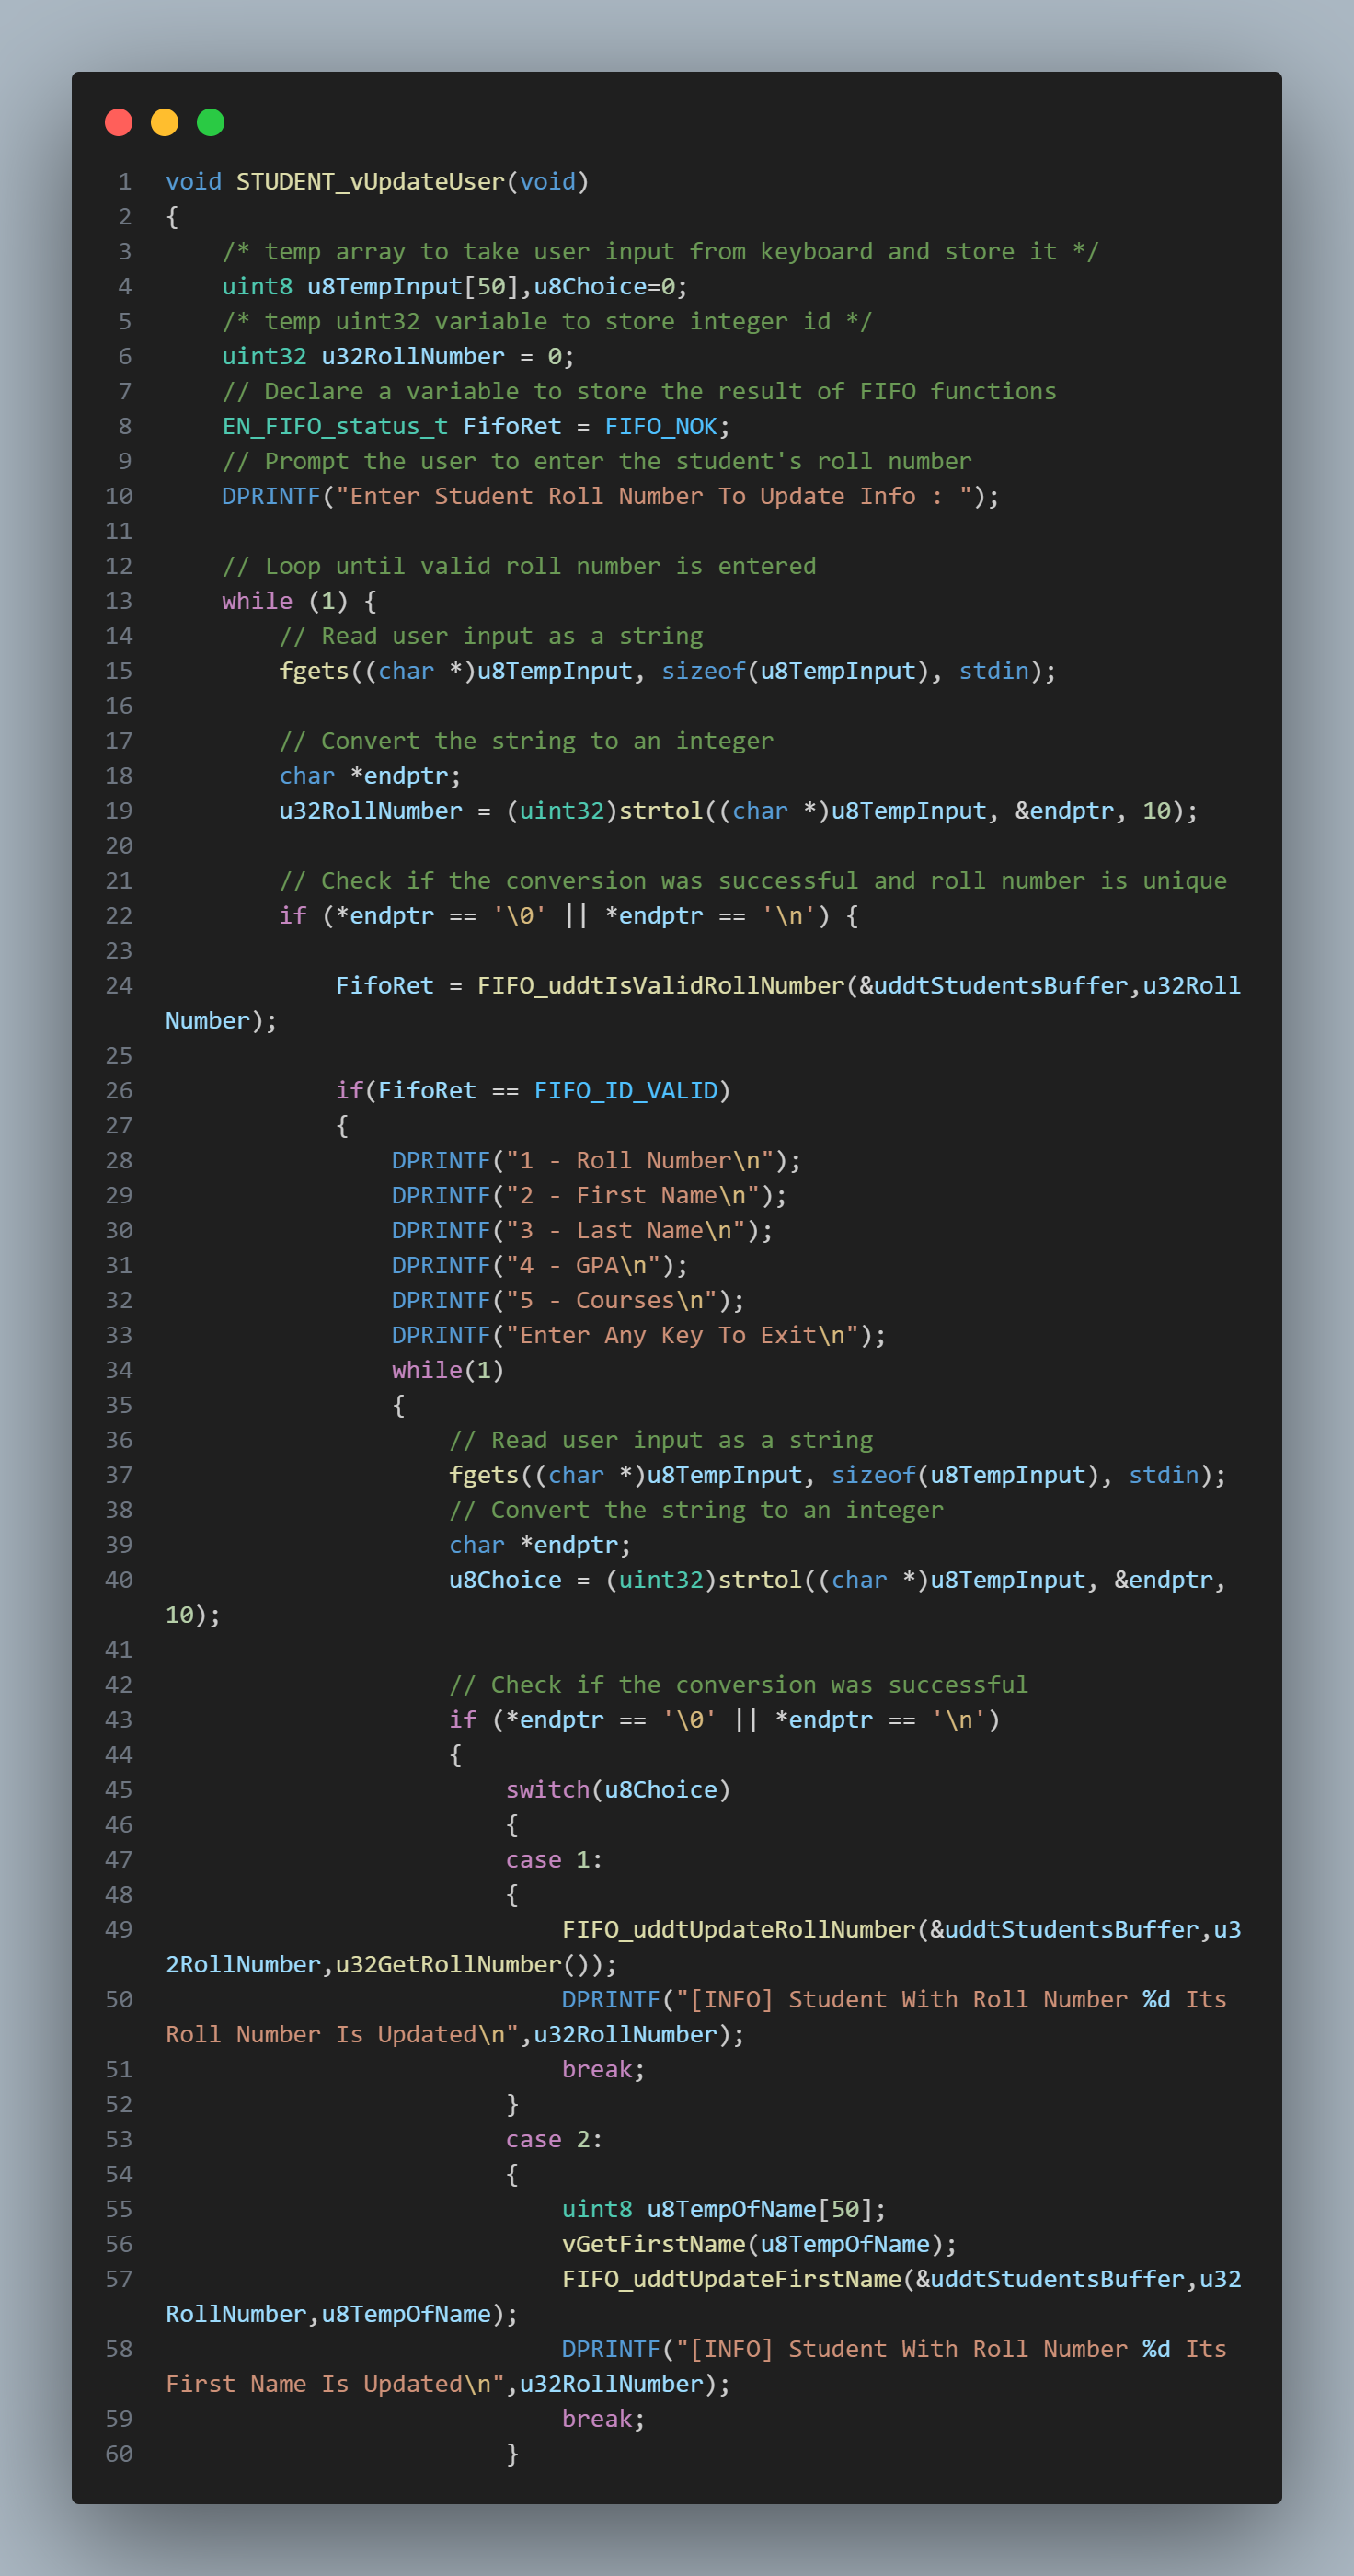 1 void STUDENT_vUpdateUser(void)
2 {
3     /* temp array to take user input from keyboard and store it */
4     uint8 u8TempInput[50],u8Choice=0;
5     /* temp uint32 variable to store integer id */
6     uint32 u32RollNumber = 0;
7     // Declare a variable to store the result of FIFO functions
8     EN_FIFO_status_t FifoRet = FIFO_NOK;
9     // Prompt the user to enter the student's roll number
10     DPRINTF("Enter Student Roll Number To Update Info : ");
11
12     // Loop until valid roll number is entered
13     while (1) {
14         // Read user input as a string
15         fgets((char *)u8TempInput, sizeof(u8TempInput), stdin);
16
17         // Convert the string to an integer
18         char *endptr;
19         u32RollNumber = (uint32)strtol((char *)u8TempInput, &endptr, 10);
20
21         // Check if the conversion was successful and roll number is unique
22         if (*endptr == '\0' || *endptr == '\n') {
23
24             FifoRet = FIFO_uddtIsValidRollNumber(&uddtStudentsBuffer,u32Roll
Number);
25
26             if(FifoRet == FIFO_ID_VALID)
27             {
28                 DPRINTF("1 - Roll Number\n");
29                 DPRINTF("2 - First Name\n");
30                 DPRINTF("3 - Last Name\n");
31                 DPRINTF("4 - GPA\n");
32                 DPRINTF("5 - Courses\n");
33                 DPRINTF("Enter Any Key To Exit\n");
34                 while(1)
35                 {
36                     // Read user input as a string
37                     fgets((char *)u8TempInput, sizeof(u8TempInput), stdin);
38                     // Convert the string to an integer
39                     char *endptr;
40                     u8Choice = (uint32)strtol((char *)u8TempInput, &endptr,
10);
41
42                     // Check if the conversion was successful
43                     if (*endptr == '\0' || *endptr == '\n')
44                     {
45                         switch(u8Choice)
46                         {
47                         case 1:
48                         {
49                             FIFO_uddtUpdateRollNumber(&uddtStudentsBuffer,u3
2RollNumber,u32GetRollNumber());
50                             DPRINTF("[INFO] Student With Roll Number %d Its
Roll Number Is Updated\n",u32RollNumber);
51                             break;
52                         }
53                         case 2:
54                         {
55                             uint8 u8TempOfName[50];
56                             vGetFirstName(u8TempOfName);
57                             FIFO_uddtUpdateFirstName(&uddtStudentsBuffer,u32
RollNumber,u8TempOfName);
58                             DPRINTF("[INFO] Student With Roll Number %d Its
First Name Is Updated\n",u32RollNumber);
59                             break;
60                         }